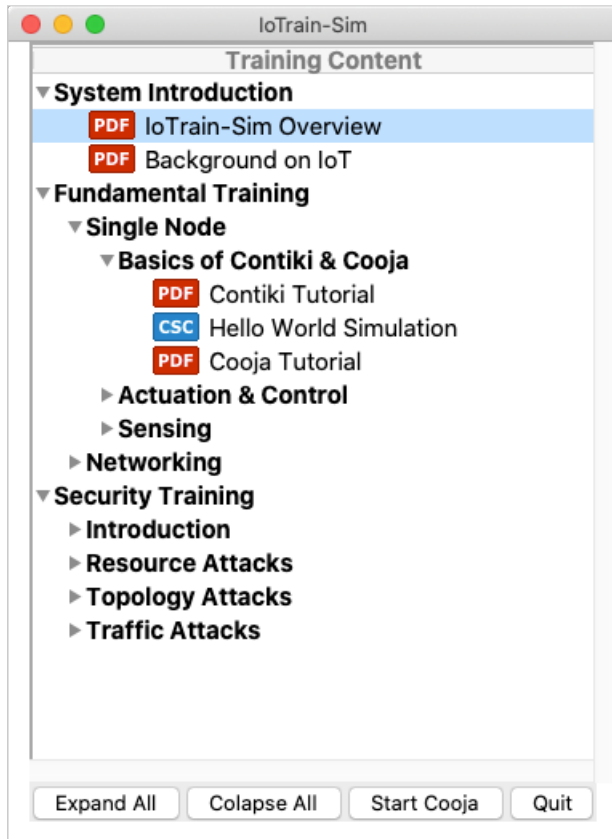 IoTrain-Sim
Training Content
System Introduction
PDF IoTrain-Sim Overview
PDF Background on IoT
Fundamental Training
Single Node
Basics of Contiki & Cooja
PDF Contiki Tutorial
CSC Hello World Simulation
PDF Cooja Tutorial
Actuation & Control
Sensing
Networking
Security Training
Introduction
Resource Attacks
Topology Attacks
Traffic Attacks
Expand All Colapse All Start Cooja Quit